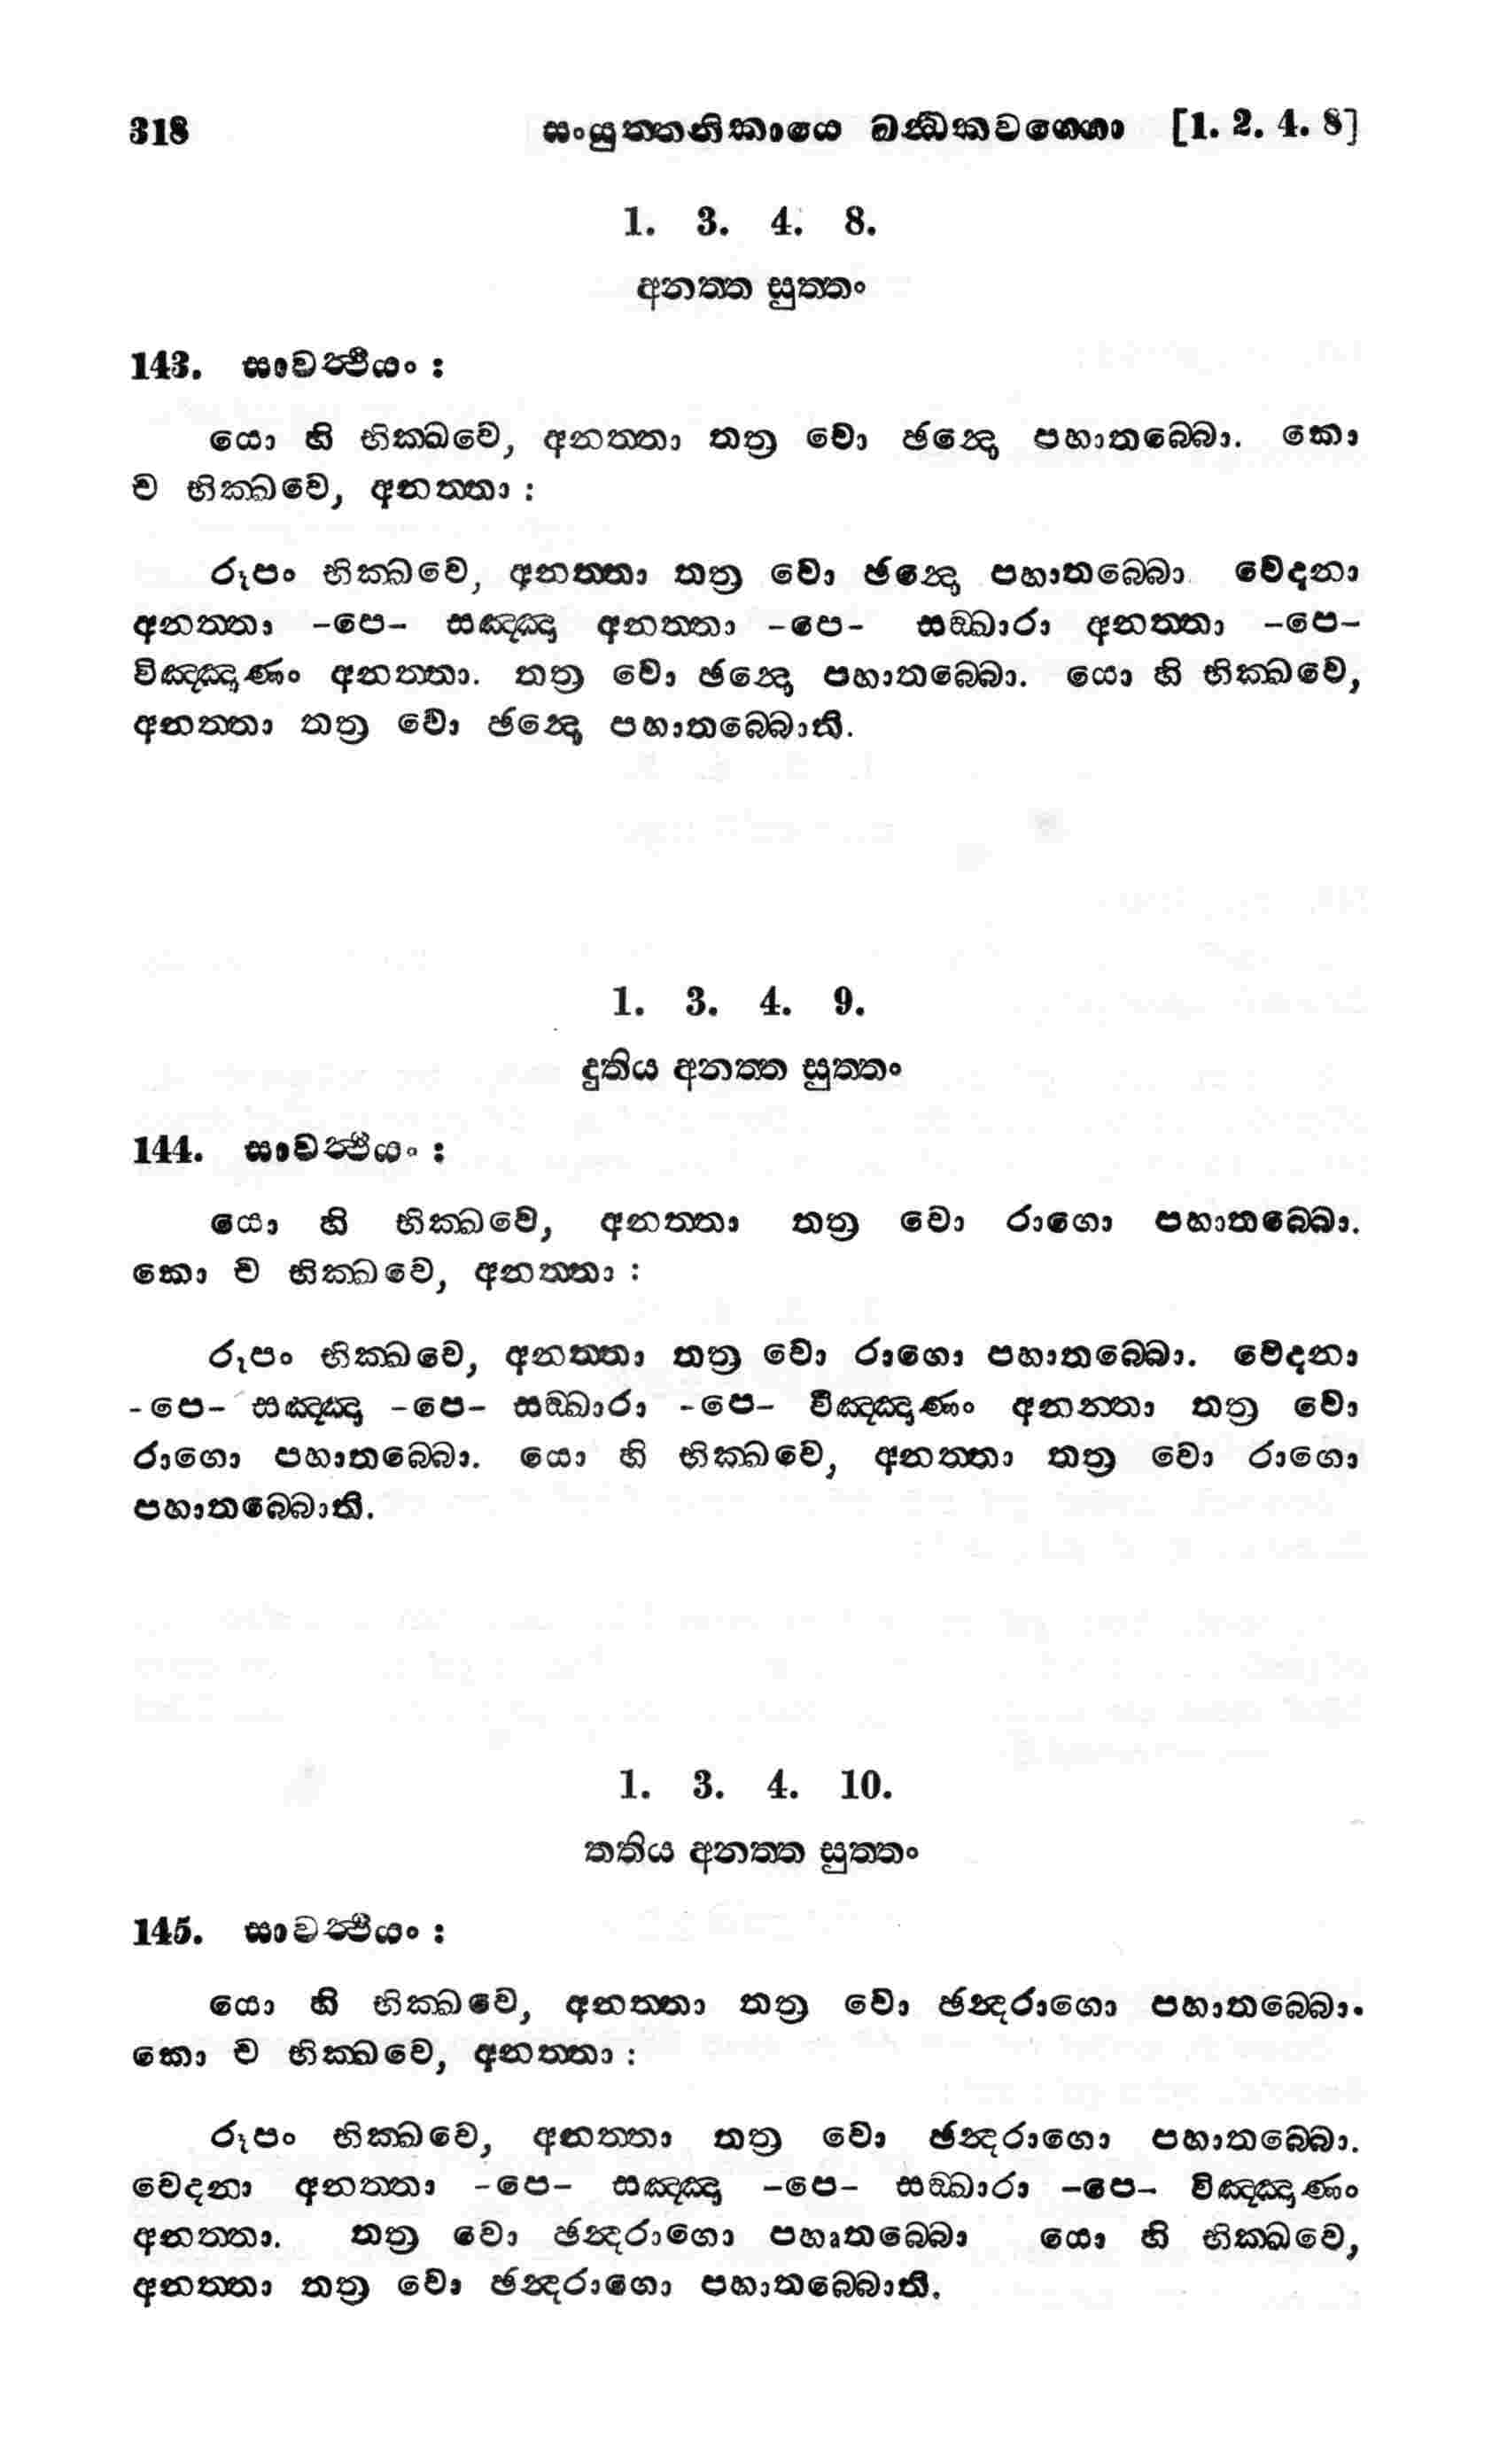 318 සංයුත්තනිකායෙ ඛන්ධකවග්ගො [1. 2. 4. 8]
1. 3. 4. 8.
අනත්ත සුත්තං
143. සාවත්ථියං :
යො හි භික්ඛවෙ, අනත්තා තත්‍ර වො ඡන්‍දො පහාතබ්බො. කො
ච භික්ඛවෙ, අනත්තා :
රූපං භික්ඛවෙ, අනත්තා තත්‍ර වො ඡන්‍දො පහාතබ්බො. වේදනා
අනත්තා -පෙ- සඤ්ඤා අනත්තා -පෙ- සඞ්ඛාරා අනත්තා -පෙ-
විඤ්ඤාණං අනත්තා. තත්‍ර වො ඡන්‍දො පහාතබ්බො. යො හි භික්ඛවෙ,
අනත්තා තත්‍ර වො ඡන්‍දො පහාතබ්බොති.
1. 3. 4. 9.
දුතිය අනත්ත සුත්තං
144. සාවත්ථියං :
යො හි භික්ඛවෙ, අනත්තා තත්‍ර වො රාගො පහාතබ්බො.
කො ච භික්ඛවෙ, අනත්තා :
රූපං භික්ඛවෙ, අනත්තා තත්‍ර වො රාගො පහාතබ්බො. වේදනා
-පෙ- සඤ්ඤා -පෙ- සඞ්ඛාරා -පෙ- විඤ්ඤාණං අනත්තා තත්‍ර වො
රාගො පහාතබ්බො. යො හි භික්ඛවෙ, අනත්තා තත්‍ර වො රාගො
පහාතබ්බොති.
1. 3. 4. 10.
තතිය අනත්ත සුත්තං
145. සාවත්ථියං :
යො හි භික්ඛවෙ, අනත්තා තත්‍ර වො ඡන්‍දරාගො පහාතබ්බො.
කො ච භික්ඛවෙ, අනත්තා :
රූපං භික්ඛවෙ, අනත්තා තත්‍ර වො ඡන්‍දරාගො පහාතබ්බො.
වෙදනා අනත්තා -පෙ- සඤ්ඤා -පෙ- සඞ්ඛාරා -පෙ- විඤ්ඤාණං
අනත්තා. තත්‍ර වො ඡන්‍දරාගො පහාතබ්බො යො හි භික්ඛවෙ,
අනත්තා තත්‍ර වො ඡන්‍දරාගො පහාතබ්බොති.